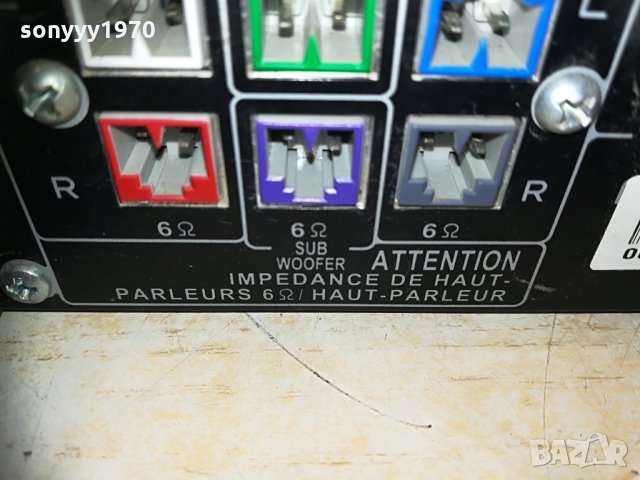 sonyyy1970
L
R
R
6Ω
6Ω
6Ω
SUB
WOOFER
ATTENTION
IMPEDANCE DE HAUT-
PARLEURS 6Ω/HAUT-PARLEUR
BAZAR